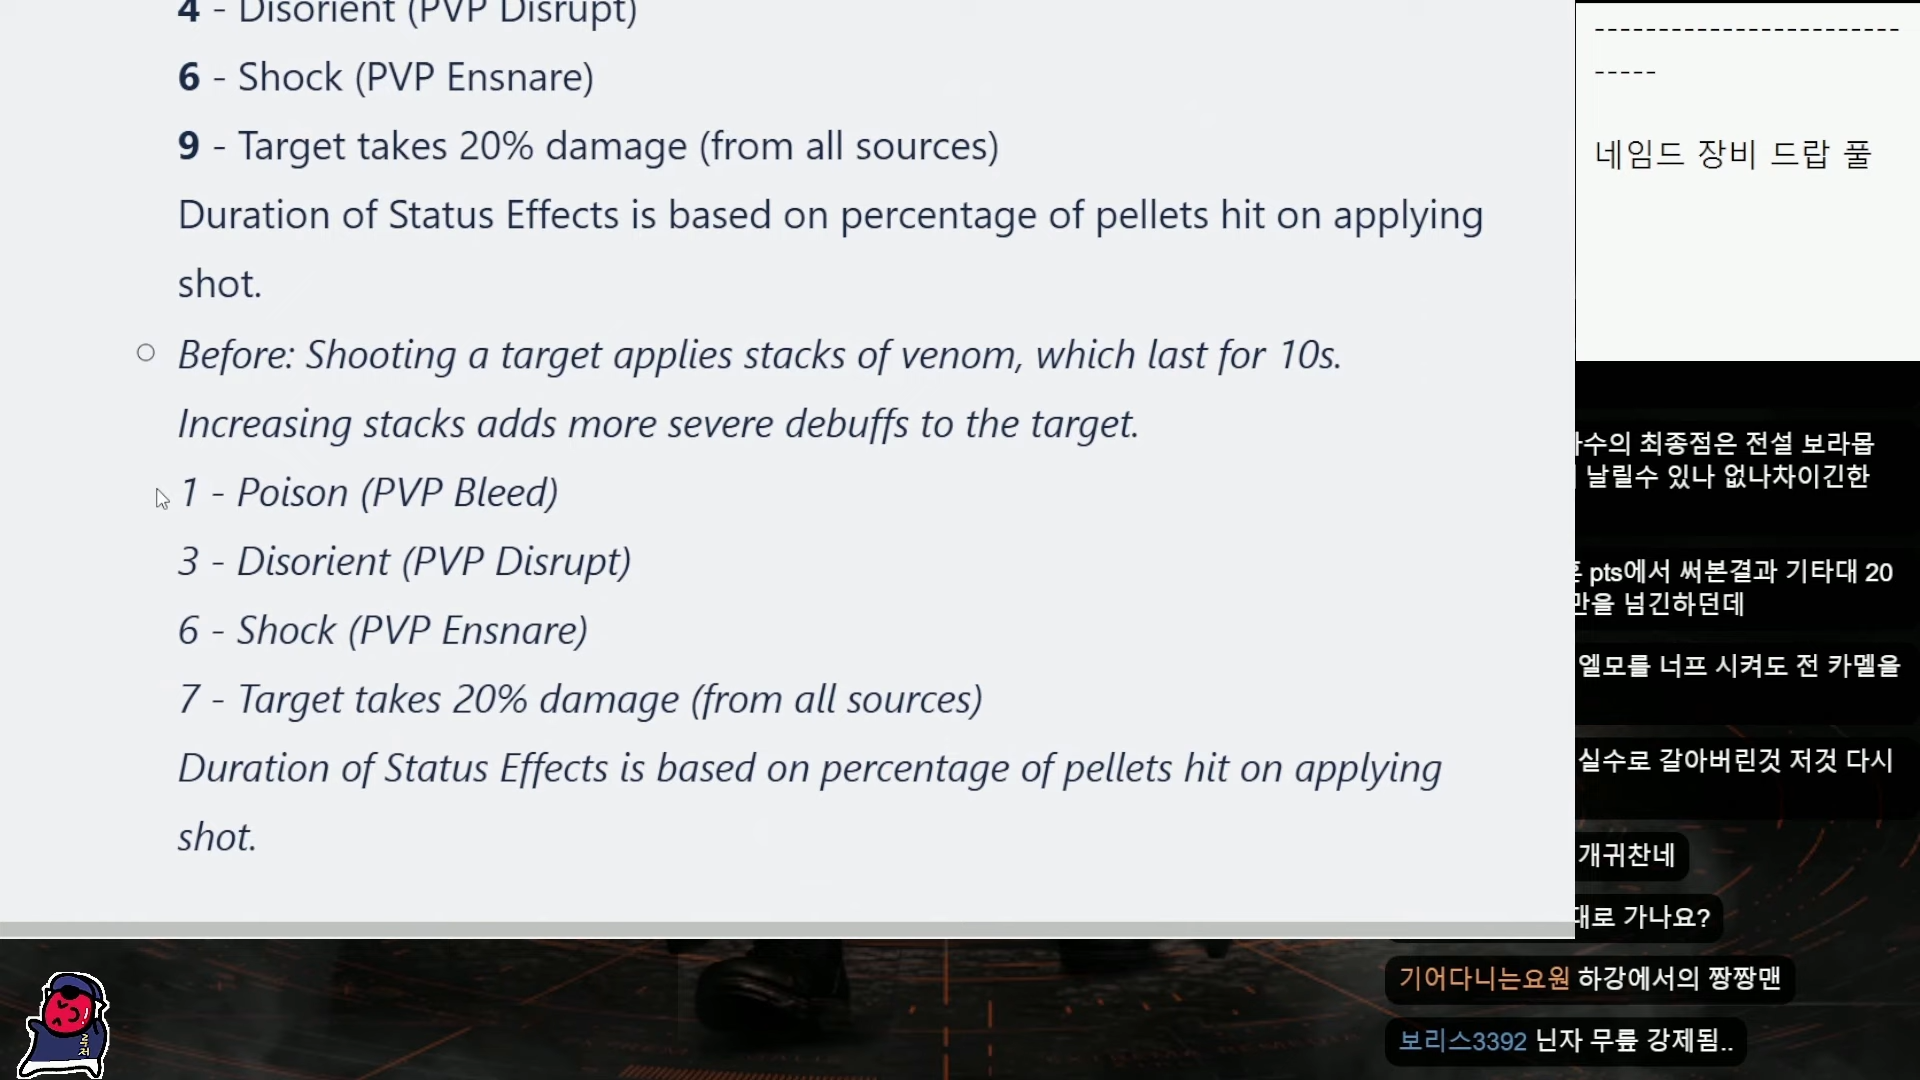 4 - Disorient (PVP Disrupt)
6 - Shock (PVP Ensnare)
9 - Target takes 20% damage (from all sources)
Duration of Status Effects is based on percentage of pellets hit on applying
shot.
Before: Shooting a target applies stacks of venom, which last for 10s.
Increasing stacks adds more severe debuffs to the target.
1 - Poison (PVP Bleed)
3 - Disorient (PVP Disrupt)
6 - Shock (PVP Ensnare)
7 - Target takes 20% damage (from all sources)
Duration of Status Effects is based on percentage of pellets hit on applying
shot.
------------------------
-----
네임드 장비 드랍 풀
최종점은 전설 보라몹
날릴수 있나 없나차이긴한
pts에서 써본결과 기타대 20
넘긴하던데
엘모를 너프 시켜도 전 카멜을
실수로 갈아버린것 저것 다시
개귀찬네
가나요?
기어다니는요원 하강에서의 짱짱맨
보리스3392 닌자 무릎 강제됨..
루저